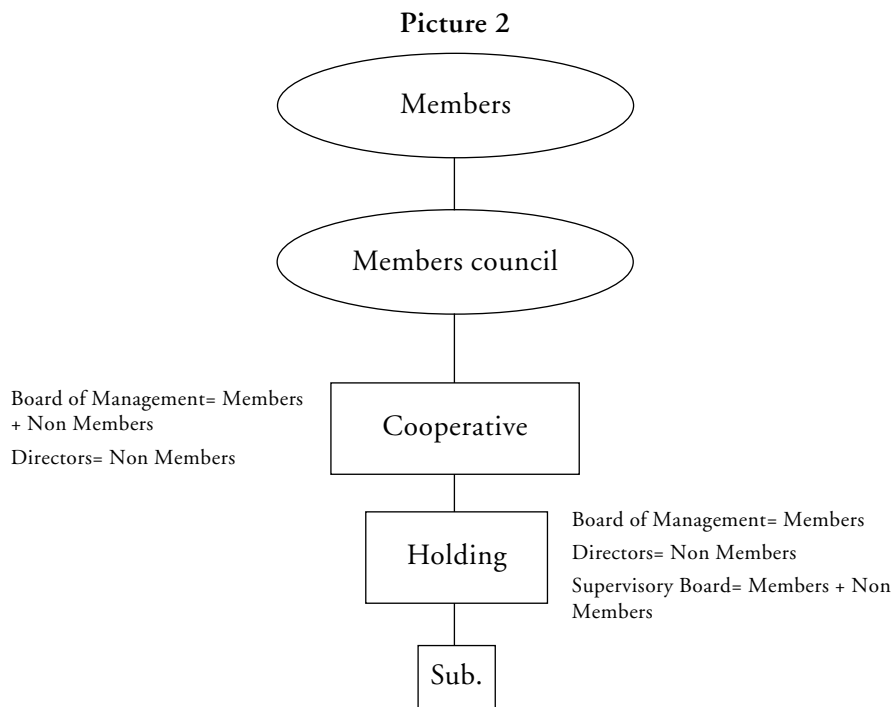 Picture 2
Members
Members council
Board of Management= Members
+ Non Members
Directors= Non Members
Cooperative
Holding
Board of Management= Members
Directors= Non Members
Supervisory Board= Members + Non
Members
Sub.